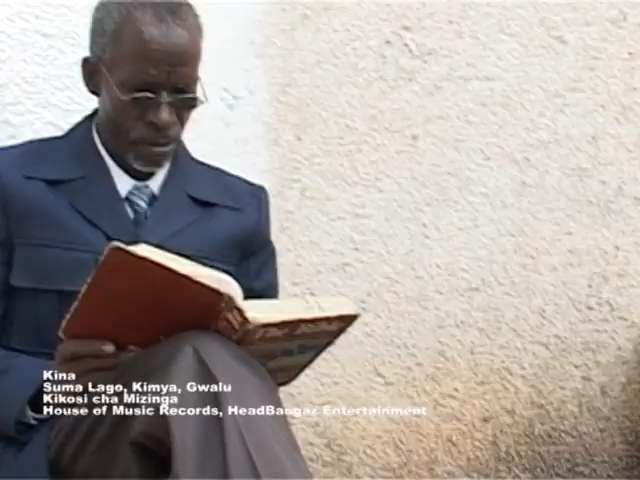 Kina
Suma Lago, Kimya, Gwalu
Kikosi cha Mizinga
House of Music Records, HeadBangaz Entertainment